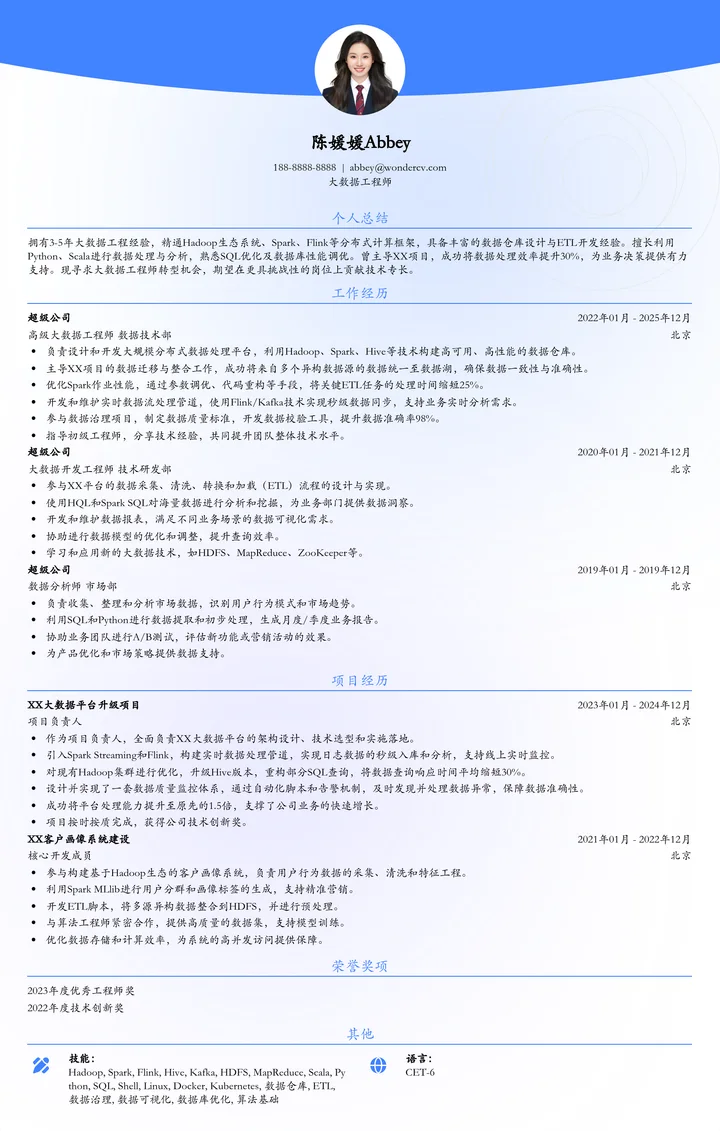 陈媛媛Abbey
188-8888-8888 | abbey@wondercv.com
大数据工程师
个人总结
拥有3-5年大数据工程经验，精通Hadoop生态系统、Spark、Flink等分布式计算框架，具备丰富的数据仓库设计与ETL开发经验。擅长利用
Python、Scala进行数据处理与分析，熟悉SQL优化及数据库性能调优。曾主导XX项目，成功将数据处理效率提升30%，为业务决策提供有力
支持。现寻求大数据工程师转型机会，期望在更具挑战性的岗位上贡献技术专长。
工作经历
超级公司 2022年01月 - 2025年12月
高级大数据工程师 数据技术部 北京
• 负责设计和开发大规模分布式数据处理平台，利用Hadoop、Spark、Hive等技术构建高可用、高性能的数据仓库。
• 主导XX项目的数据迁移与整合工作，成功将来自多个异构数据源的数据统一至数据湖，确保数据一致性与准确性。
• 优化Spark作业性能，通过参数调优、代码重构等手段，将关键ETL任务的处理时间缩短25%。
• 开发和维护实时数据流处理管道，使用Flink/Kafka技术实现秒级数据同步，支持业务实时分析需求。
• 参与数据治理项目，制定数据质量标准，开发数据校验工具，提升数据准确率98%。
• 指导初级工程师，分享技术经验，共同提升团队整体技术水平。
超级公司 2020年01月 - 2021年12月
大数据开发工程师 技术研发部 北京
• 参与XX平台的数据采集、清洗、转换和加载（ETL）流程的设计与实现。
• 使用HQL和Spark SQL对海量数据进行分析和挖掘，为业务部门提供数据洞察。
• 开发和维护数据报表，满足不同业务场景的数据可视化需求。
• 协助进行数据模型的优化和调整，提升查询效率。
• 学习和应用新的大数据技术，如HDFS、MapReduce、ZooKeeper等。
超级公司 2019年01月 - 2019年12月
数据分析师 市场部 北京
• 负责收集、整理和分析市场数据，识别用户行为模式和市场趋势。
• 利用SQL和Python进行数据提取和初步处理，生成月度/季度业务报告。
• 协助业务团队进行A/B测试，评估新功能或营销活动的效果。
• 为产品优化和市场策略提供数据支持。
项目经历
XX大数据平台升级项目 2023年01月 - 2024年12月
项目负责人 北京
• 作为项目负责人，全面负责XX大数据平台的架构设计、技术选型和实施落地。
• 引入Spark Streaming和Flink，构建实时数据处理管道，实现日志数据的秒级入库和分析，支持线上实时监控。
• 对现有Hadoop集群进行优化，升级Hive版本，重构部分SQL查询，将数据查询响应时间平均缩短30%。
• 设计并实现了一套数据质量监控体系，通过自动化脚本和告警机制，及时发现并处理数据异常，保障数据准确性。
• 成功将平台处理能力提升至原先的1.5倍，支撑了公司业务的快速增长。
• 项目按时按质完成，获得公司技术创新奖。
XX客户画像系统建设 2021年01月 - 2022年12月
核心开发成员 北京
• 参与构建基于Hadoop生态的客户画像系统，负责用户行为数据的采集、清洗和特征工程。
• 利用Spark MLlib进行用户分群和画像标签的生成，支持精准营销。
• 开发ETL脚本，将多源异构数据整合到HDFS，并进行预处理。
• 与算法工程师紧密合作，提供高质量的数据集，支持模型训练。
• 优化数据存储和计算效率，为系统的高并发访问提供保障。
荣誉奖项
2023年度优秀工程师奖
2022年度技术创新奖
其他
技能：
Hadoop, Spark, Flink, Hive, Kafka, HDFS, MapReduce, Scala, Py
thon, SQL, Shell, Linux, Docker, Kubernetes, 数据仓库, ETL,
数据治理, 数据可视化, 数据库优化, 算法基础
语言：
CET-6